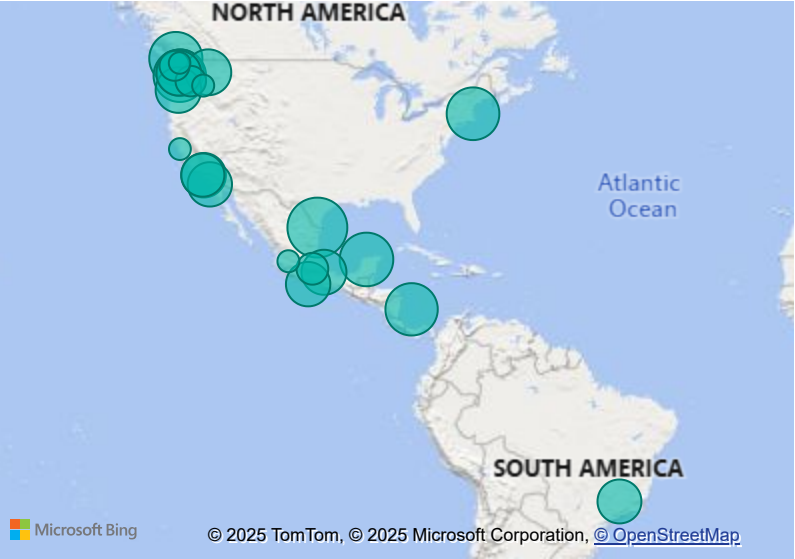 NORTH AMERICA
Atlantic
Ocean
SOUTH AMERICA
Microsoft Bing
© 2025 TomTom, © 2025 Microsoft Corporation, © OpenStreetMap